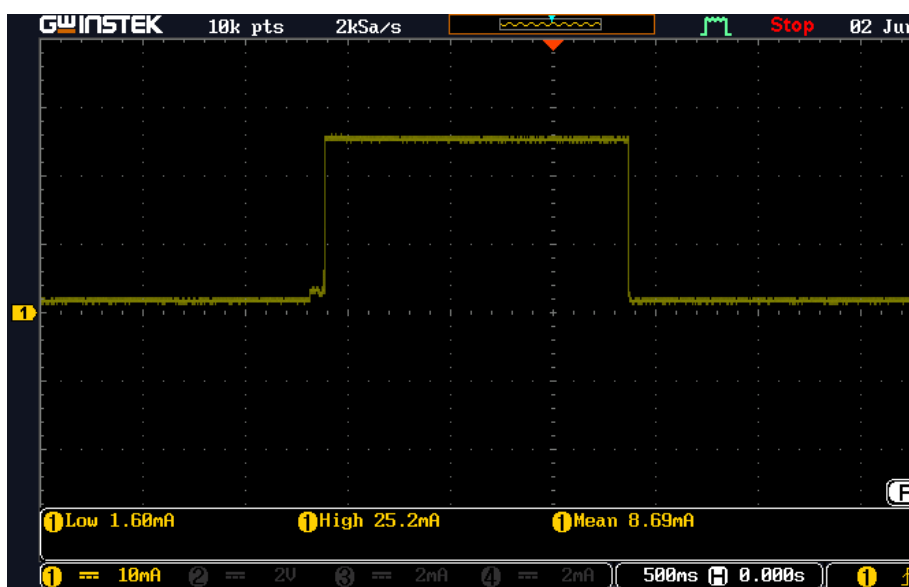 GWINSTEK 10k pts 2kSa/s Stop 02 Jun
1
1 Low 1.60mA 1 High 25.2mA 1 Mean 8.69mA
1 10mA 2 2V 3 2mA 4 2mA 500ms H 0.000s 1